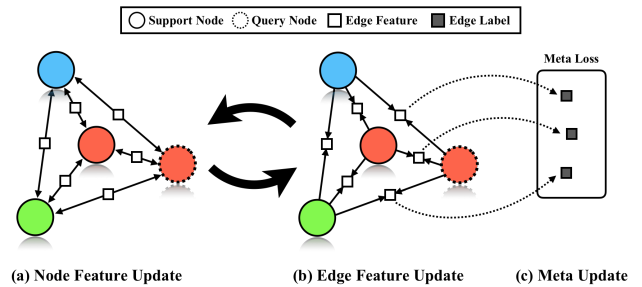 Support Node Query Node Edge Feature Edge Label
Meta Loss
(a) Node Feature Update (b) Edge Feature Update (c) Meta Update